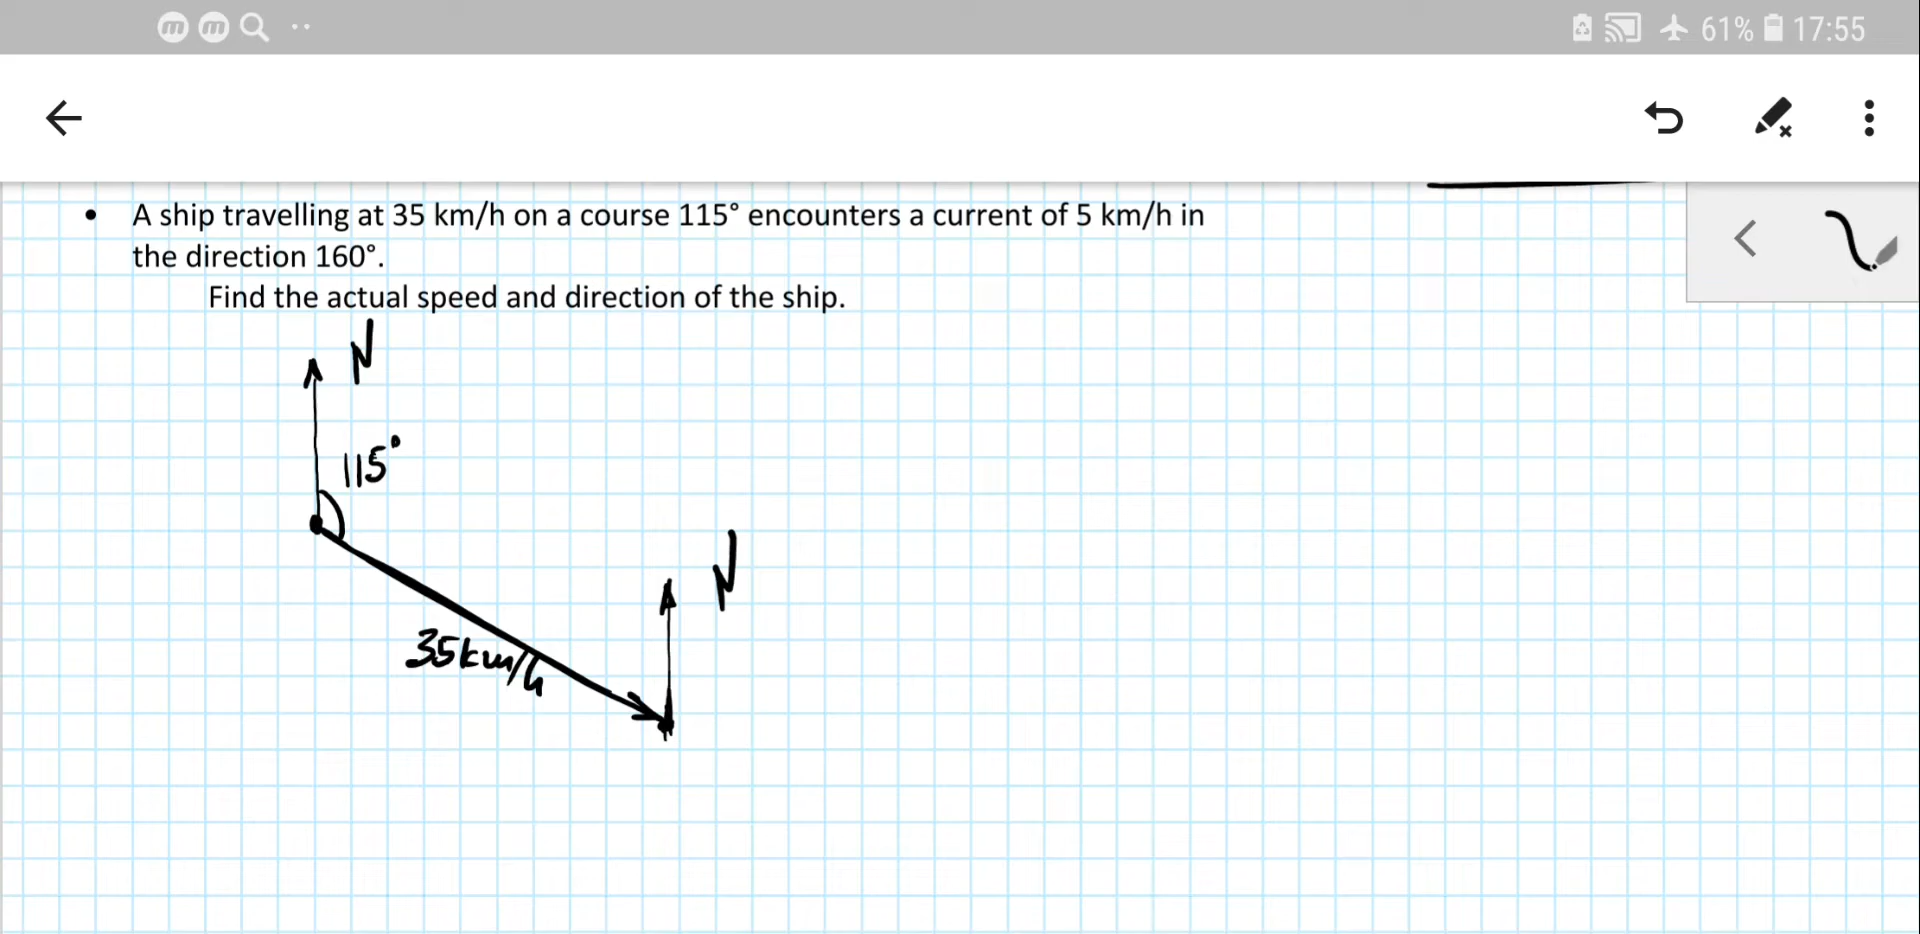 61% 17:55
• A ship travelling at 35 km/h on a course 115° encounters a current of 5 km/h in
the direction 160°.
Find the actual speed and direction of the ship.
N
115°
N
35km/h